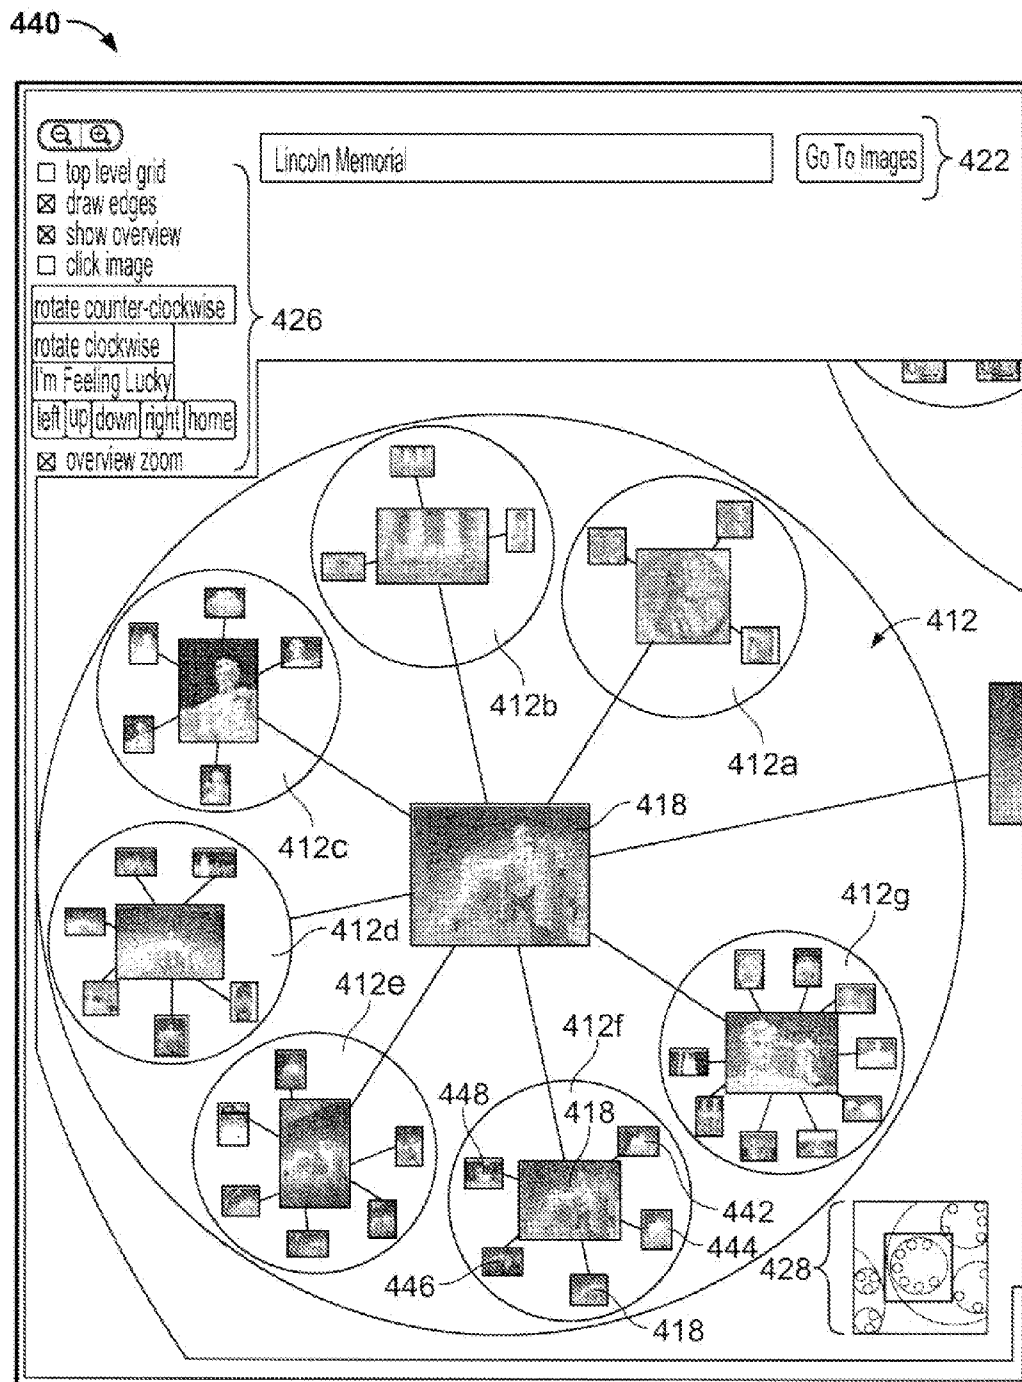 440
Lincoln Memorial
Go To Images
422
top level grid
draw edges
show overview
click image
rotate counter-clockwise
426
rotate clockwise
I'm Feeling Lucky
left up down right home
overview zoom
412
412b
412a
418
412c
412g
412d
412e
412f
448
418
442
444
446
428
418